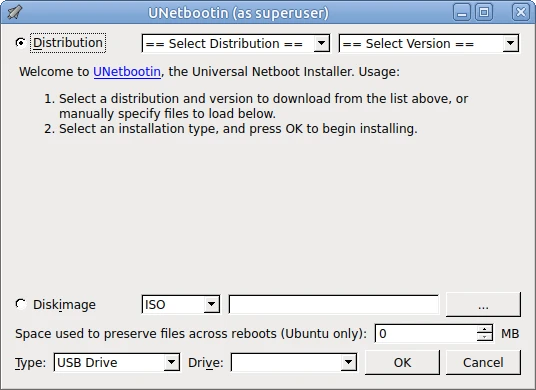 UNetbootin (as superuser)
Distribution == Select Distribution == == Select Version ==
Welcome to UNetbootin, the Universal Netboot Installer. Usage:
1. Select a distribution and version to download from the list above, or
manually specify files to load below.
2. Select an installation type, and press OK to begin installing.
Diskimage ISO ...
Space used to preserve files across reboots (Ubuntu only): 0 MB
Type: USB Drive Drive: OK Cancel